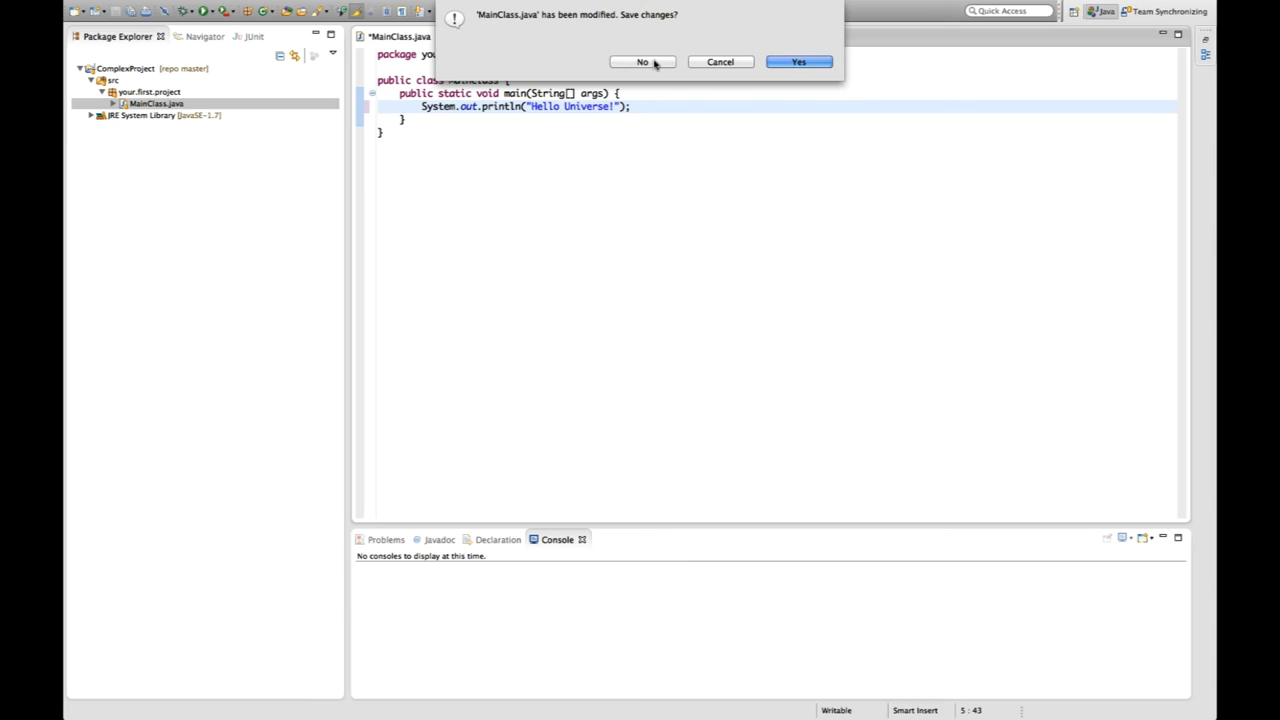 'MainClass.java' has been modified. Save changes?
No
Cancel
Yes
Quick Access
Java
Team Synchronizing
Package Explorer
Navigator
JUnit
ComplexProject [repo master]
src
your.first.project
MainClass.java
JRE System Library [JavaSE-1.7]
*MainClass.java
package
public class MainClass {
public static void main(String[] args) {
System.out.println("Hello Universe!");
}
}
Problems
Javadoc
Declaration
Console
No consoles to display at this time.
Writable
Smart Insert
5 : 43